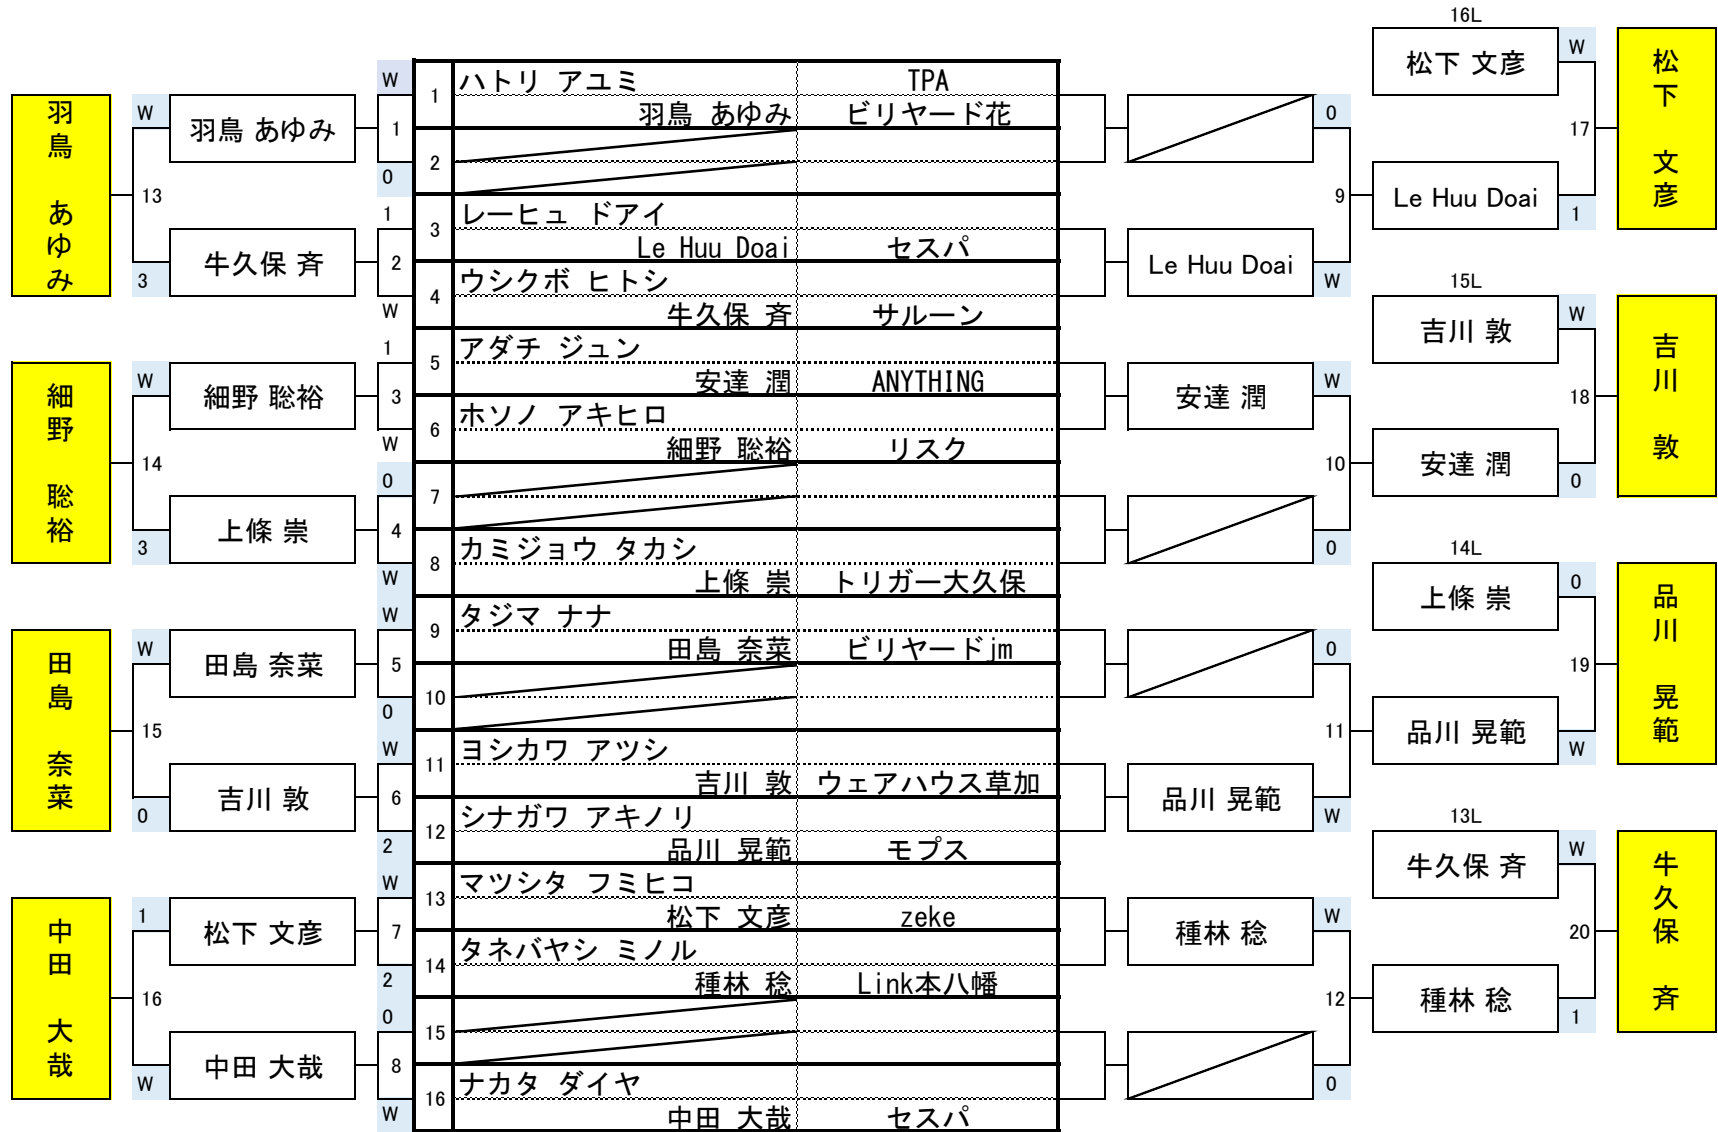 16L
W
松下 文彦
松下 文彦
17
Le Huu Doai
1
羽鳥 あゆみ
W
羽鳥 あゆみ
13
牛久保 斉
3
W
1
0
1
2
W
1 ハトリ アユミ TPA
羽鳥 あゆみ ビリヤード花
2
3 レーヒュ ドアイ
Le Huu Doai セスパ
4 ウシクボ ヒトシ
牛久保 斉 サルーン
0
9
Le Huu Doai
W
15L
W
吉川 敦
吉川 敦
18
安達 潤
0
細野 聡裕
W
細野 聡裕
14
上條 崇
3
1
3
W
0
4
W
5 アダチ ジュン
安達 潤 ANYTHING
6 ホソノ アキヒロ
細野 聡裕 リスク
7
8 カミジョウ タカシ
上條 崇 トリガー大久保
安達 潤
W
10
0
14L
0
上條 崇
品川 晃範
19
品川 晃範
W
田島 奈菜
W
田島 奈菜
15
吉川 敦
0
W
5
0
W
6
2
9 タジマ ナナ
田島 奈菜 ビリヤードjm
10
11 ヨシカワ アツシ
吉川 敦 ウェアハウス草加
12 シナガワ アキノリ
品川 晃範 モプス
0
11
品川 晃範
W
13L
W
牛久保 斉
牛久保 斉
20
種林 稔
1
中田 大哉
1
松下 文彦
16
中田 大哉
W
W
7
2
0
8
W
13 マツシタ フミヒコ
松下 文彦 zeke
14 タネバヤシ ミノル
種林 稔 Link本八幡
15
16 ナカタ ダイヤ
中田 大哉 セスパ
種林 稔
W
12
0